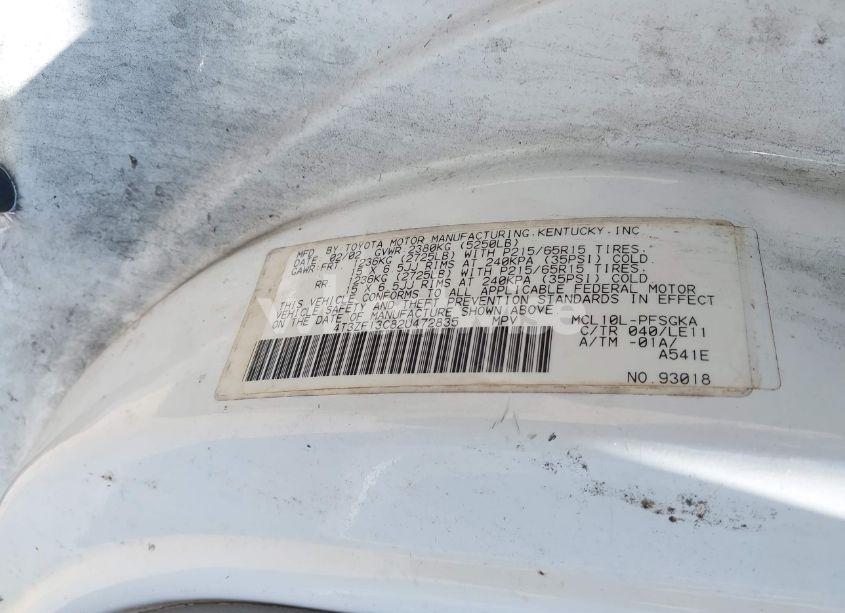 MFD. BY TOYOTA MOTOR MANUFACTURING.KENTUCKY.INC
DATE 02/02 GVWR 2380KG (5250LB)
GAWR:FRT. 1236KG (2725LB) WITH P215/65R15 TIRES.
15 X 6.5JJ RIMS AT 240KPA (35PSI) COLD.
RR. 1236KG (2725LB) WITH P215/65R15 TIRES.
15 X 6.5JJ RIMS AT 240KPA (35PSI) COLD.
THIS VEHICLE CONFORMS TO ALL APPLICABLE FEDERAL MOTOR
VEHICLE SAFETY AND THEFT PREVENTION STANDARDS IN EFFECT
ON THE DATE OF MANUFACTURE SHOWN ABOVE.
4T3ZF13C82U472835 MPV MCL10L-PFSGKA
C/TR 040/LE11
A/TM -01A/
A541E
NO.93018